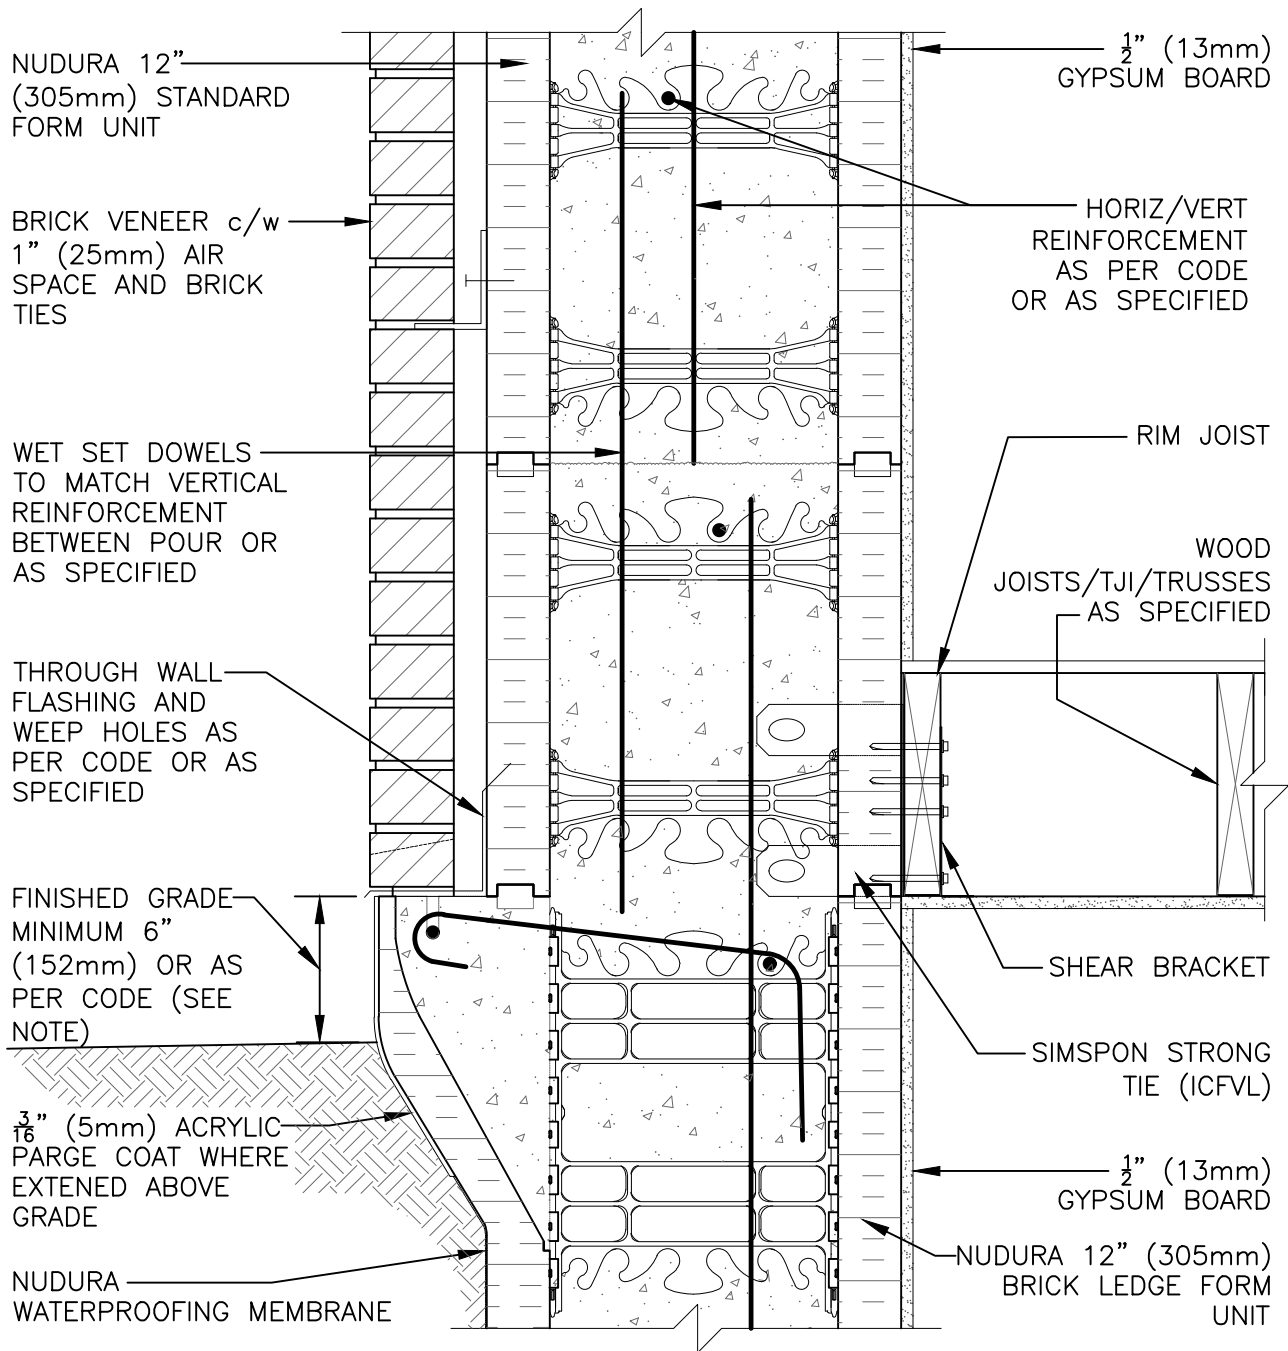 NUDURA 12"
(305mm) STANDARD
FORM UNIT
BRICK VENEER c/w
1" (25mm) AIR
SPACE AND BRICK
TIES
WET SET DOWELS
TO MATCH VERTICAL
REINFORCEMENT
BETWEEN POUR OR
AS SPECIFIED
THROUGH WALL
FLASHING AND
WEEP HOLES AS
PER CODE OR AS
SPECIFIED
FINISHED GRADE
MINIMUM 6"
(152mm) OR AS
PER CODE (SEE
NOTE)
3/16" (5mm) ACRYLIC
PARGE COAT WHERE
EXTENED ABOVE
GRADE
NUDURA
WATERPROOFING MEMBRANE
1/2" (13mm)
GYPSUM BOARD
HORIZ/VERT
REINFORCEMENT
AS PER CODE
OR AS SPECIFIED
RIM JOIST
WOOD
JOISTS/TJI/TRUSSES
AS SPECIFIED
SHEAR BRACKET
SIMSPON STRONG
TIE (ICFVL)
1/2" (13mm)
GYPSUM BOARD
NUDURA 12" (305mm)
BRICK LEDGE FORM
UNIT